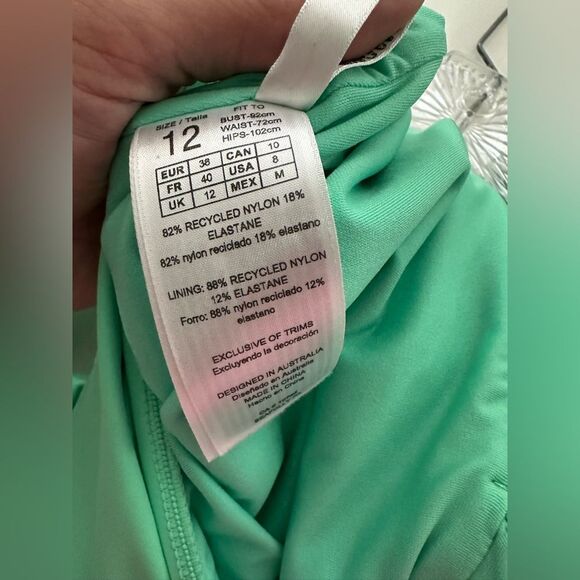 SIZE / Talla
12
FIT TO
BUST-92cm
WAIST-72cm
HIPS-102cm
EUR 38 CAN 10
FR 40 USA 8
UK 12 MEX M
82% RECYCLED NYLON 18%
ELASTANE
82% nylon reciclado 18% elastano
LINING: 88% RECYCLED NYLON
12% ELASTANE
Forro: 88% nylon reciclado 12%
elastano
EXCLUSIVE OF TRIMS
Excluyendo la decoración
DESIGNED IN AUSTRALIA
Diseñado en Australia
MADE IN CHINA
Hecho en China